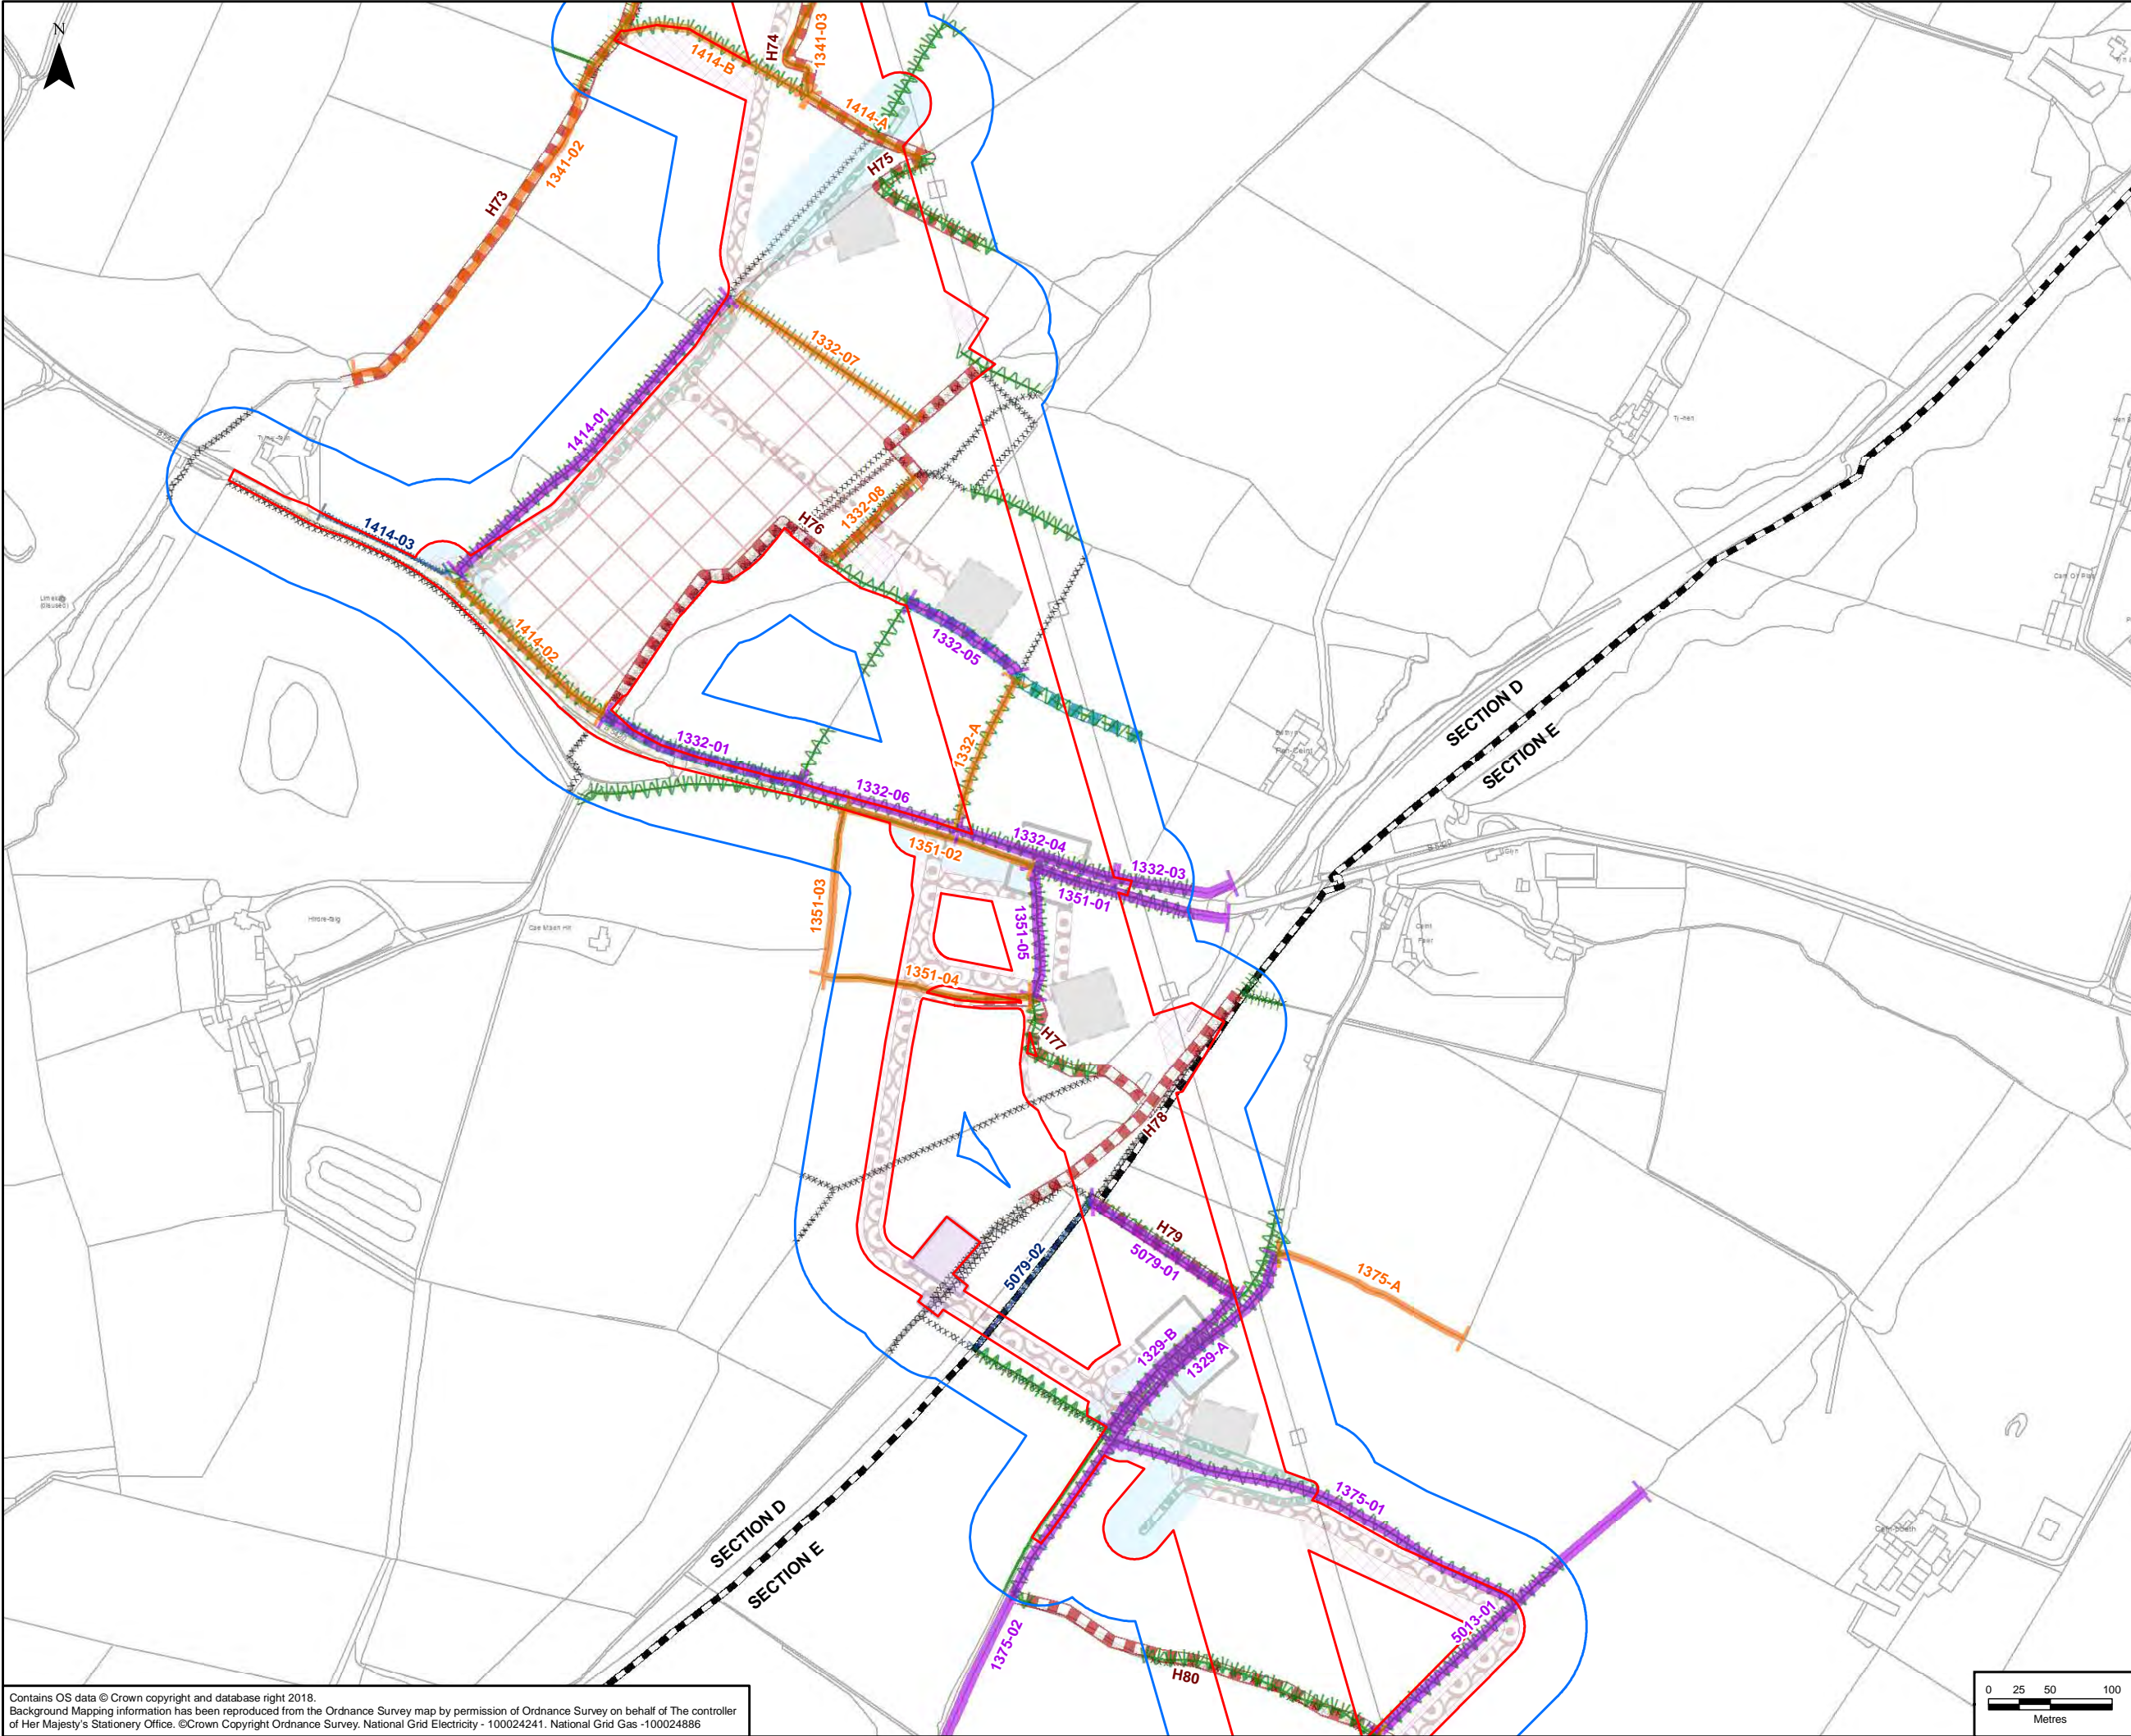 N
H74
1341-03
1414-B
1414-A
H75
1341-02
H73
1332-07
1414-01
1332-08
H76
1414-03
1414-02
1332-05
1332-A
1332-01
1332-06
1332-04
1332-03
1351-02
1351-01
1351-03
1351-05
1351-04
H77
H78
SECTION D
SECTION E
H79
5079-01
5079-02
1375-A
1329-B
1329-A
1375-01
5013-01
1375-02
H80
SECTION D
SECTION E
Contains OS data © Crown copyright and database right 2018.
Background Mapping information has been reproduced from the Ordnance Survey map by permission of Ordnance Survey on behalf of The controller
of Her Majesty's Stationery Office. ©Crown Copyright Ordnance Survey. National Grid Electricity - 100024241. National Grid Gas -100024886
0 25 50 100
Metres